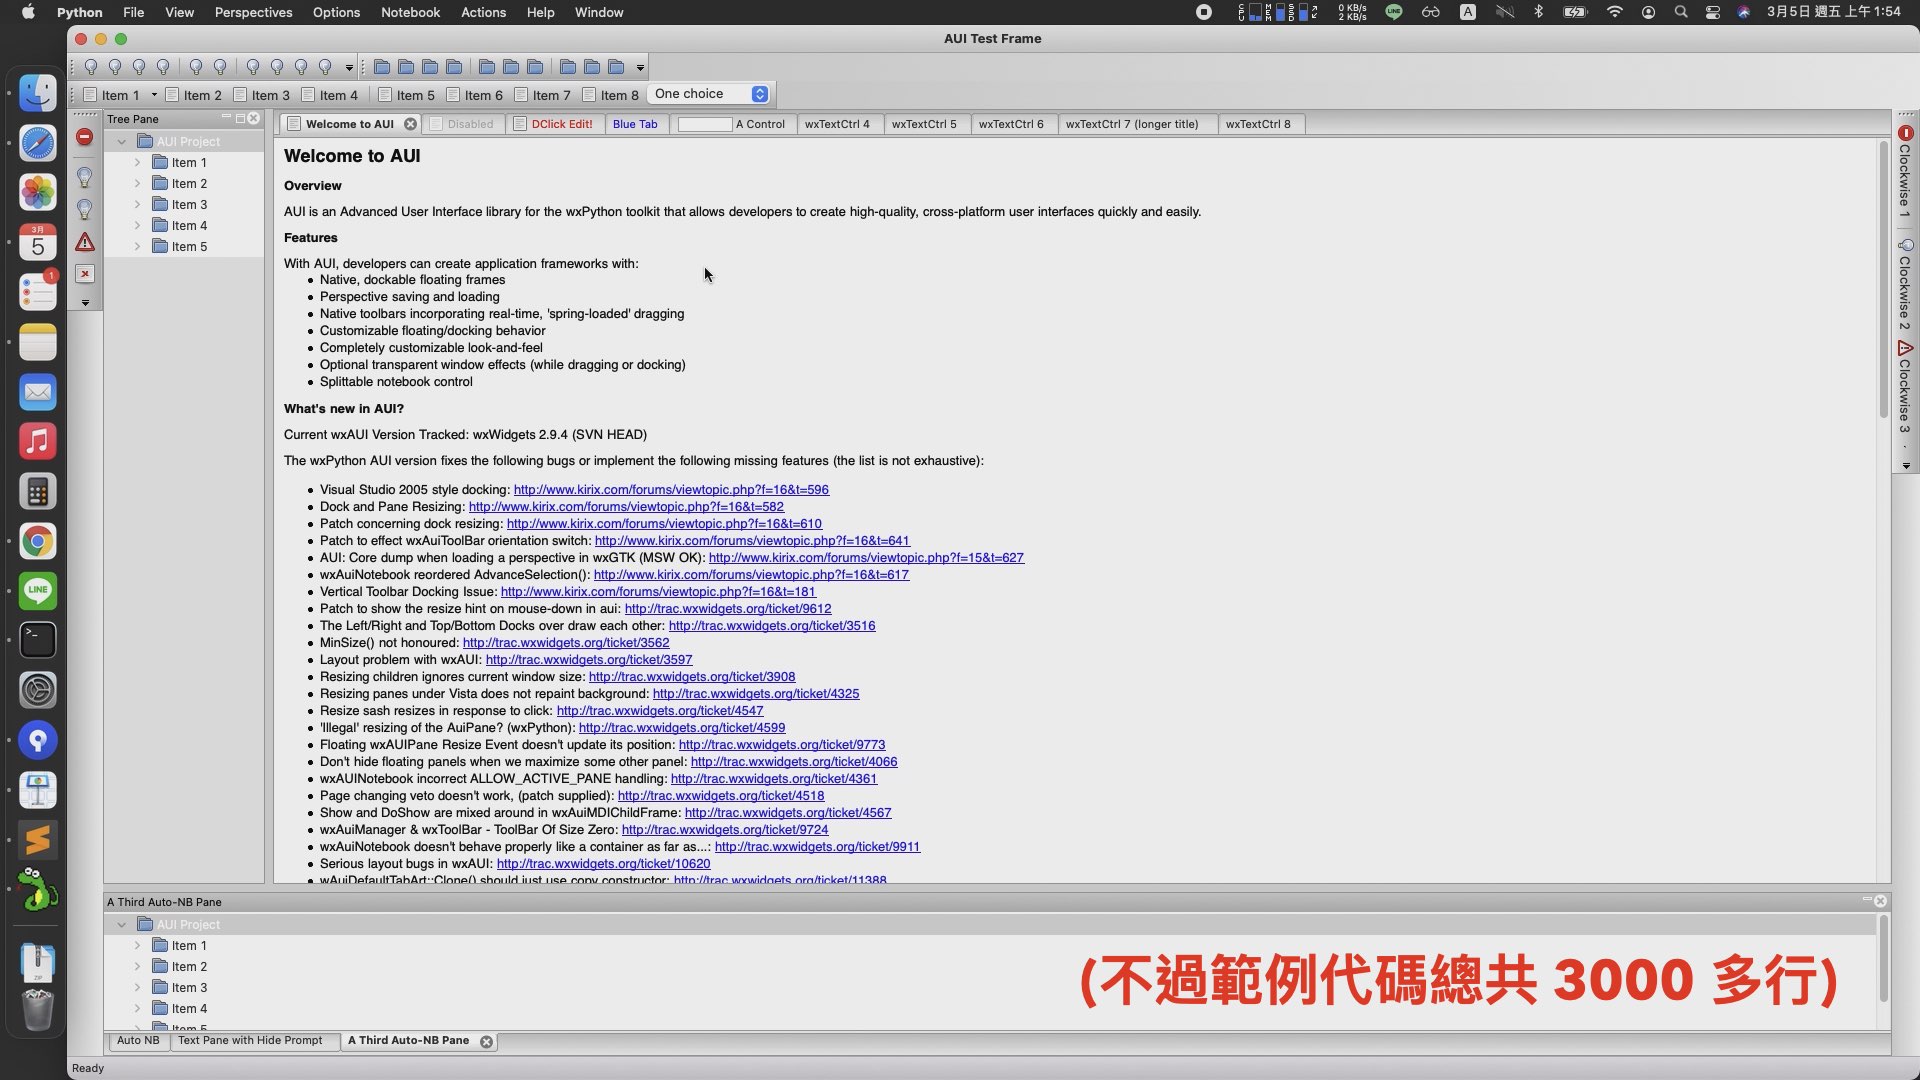 Python File View Perspectives Options Notebook Actions Help Window
0 KB/s
2 KB/s
A
3月5日 週五 上午 1:54
AUI Test Frame
Item 1 Item 2 Item 3 Item 4 Item 5 Item 6 Item 7 Item 8 One choice
Tree Pane
AUI Project
Item 1
Item 2
Item 3
Item 4
Item 5
Welcome to AUI Disabled DClick Edit! Blue Tab A Control wxTextCtrl 4 wxTextCtrl 5 wxTextCtrl 6 wxTextCtrl 7 (longer title) wxTextCtrl 8
Welcome to AUI
Overview
AUI is an Advanced User Interface library for the wxPython toolkit that allows developers to create high-quality, cross-platform user interfaces quickly and easily.
Features
With AUI, developers can create application frameworks with:
• Native, dockable floating frames
• Perspective saving and loading
• Native toolbars incorporating real-time, 'spring-loaded' dragging
• Customizable floating/docking behavior
• Completely customizable look-and-feel
• Optional transparent window effects (while dragging or docking)
• Splittable notebook control
What's new in AUI?
Current wxAUI Version Tracked: wxWidgets 2.9.4 (SVN HEAD)
The wxPython AUI version fixes the following bugs or implement the following missing features (the list is not exhaustive):
• Visual Studio 2005 style docking: http://www.kirix.com/forums/viewtopic.php?f=16&t=596
• Dock and Pane Resizing: http://www.kirix.com/forums/viewtopic.php?f=16&t=582
• Patch concerning dock resizing: http://www.kirix.com/forums/viewtopic.php?f=16&t=610
• Patch to effect wxAuiToolBar orientation switch: http://www.kirix.com/forums/viewtopic.php?f=16&t=641
• AUI: Core dump when loading a perspective in wxGTK (MSW OK): http://www.kirix.com/forums/viewtopic.php?f=15&t=627
• wxAuiNotebook reordered AdvanceSelection(): http://www.kirix.com/forums/viewtopic.php?f=16&t=617
• Vertical Toolbar Docking Issue: http://www.kirix.com/forums/viewtopic.php?f=16&t=181
• Patch to show the resize hint on mouse-down in aui: http://trac.wxwidgets.org/ticket/9612
• The Left/Right and Top/Bottom Docks over draw each other: http://trac.wxwidgets.org/ticket/3516
• MinSize() not honoured: http://trac.wxwidgets.org/ticket/3562
• Layout problem with wxAUI: http://trac.wxwidgets.org/ticket/3597
• Resizing children ignores current window size: http://trac.wxwidgets.org/ticket/3908
• Resizing panes under Vista does not repaint background: http://trac.wxwidgets.org/ticket/4325
• Resize sash resizes in response to click: http://trac.wxwidgets.org/ticket/4547
• 'Illegal' resizing of the AuiPane? (wxPython): http://trac.wxwidgets.org/ticket/4599
• Floating wxAUIPane Resize Event doesn't update its position: http://trac.wxwidgets.org/ticket/9773
• Don't hide floating panels when we maximize some other panel: http://trac.wxwidgets.org/ticket/4066
• wxAUINotebook incorrect ALLOW_ACTIVE_PANE handling: http://trac.wxwidgets.org/ticket/4361
• Page changing veto doesn't work, (patch supplied): http://trac.wxwidgets.org/ticket/4518
• Show and DoShow are mixed around in wxAuiMDIChildFrame: http://trac.wxwidgets.org/ticket/4567
• wxAuiManager & wxToolBar - ToolBar Of Size Zero: http://trac.wxwidgets.org/ticket/9724
• wxAuiNotebook doesn't behave properly like a container as far as...: http://trac.wxwidgets.org/ticket/9911
• Serious layout bugs in wxAUI: http://trac.wxwidgets.org/ticket/10620
• wAuiDefaultTabArt::Clone() should just use copy constructor: http://trac.wxwidgets.org/ticket/11388
Clockwise 1
Clockwise 2
Clockwise 3
A Third Auto-NB Pane
AUI Project
Item 1
Item 2
Item 3
Item 4
Item 5
(不過範例代碼總共 3000 多行)
Auto NB Text Pane with Hide Prompt A Third Auto-NB Pane
Ready
3月
5
1
LINE
ZIP